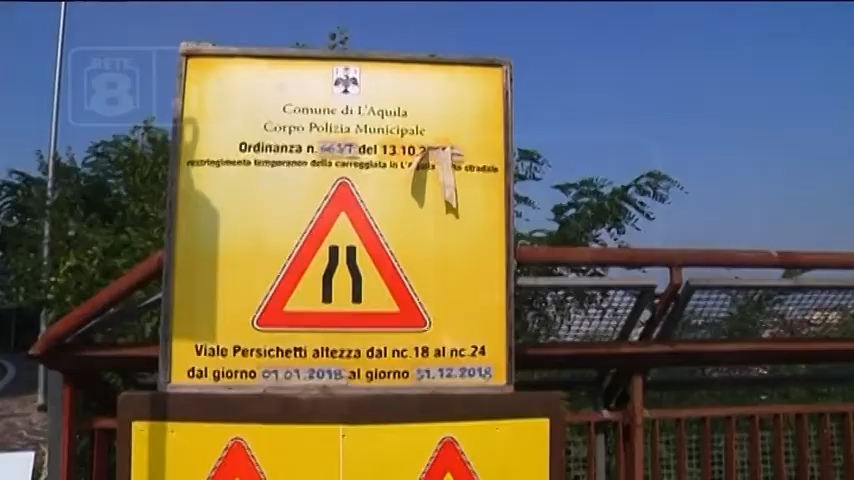 RETE
8
Comune di L'Aquila
Corpo Polizia Municipale
Ordinanza n. del 13.10.
restringimento temporaneo della carreggiata in stradale
Viale Persichetti altezza dal nc.18 al nc.24
dal giorno 01.01.2018 al giorno 31.12.2018